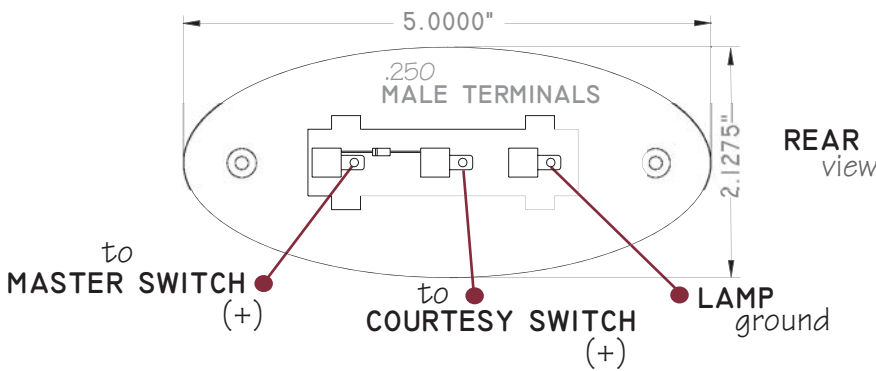 5.0000"
.250
MALE TERMINALS
2.1275"
REAR
view
to
MASTER SWITCH
(+)
to
COURTESY SWITCH
(+)
LAMP
ground